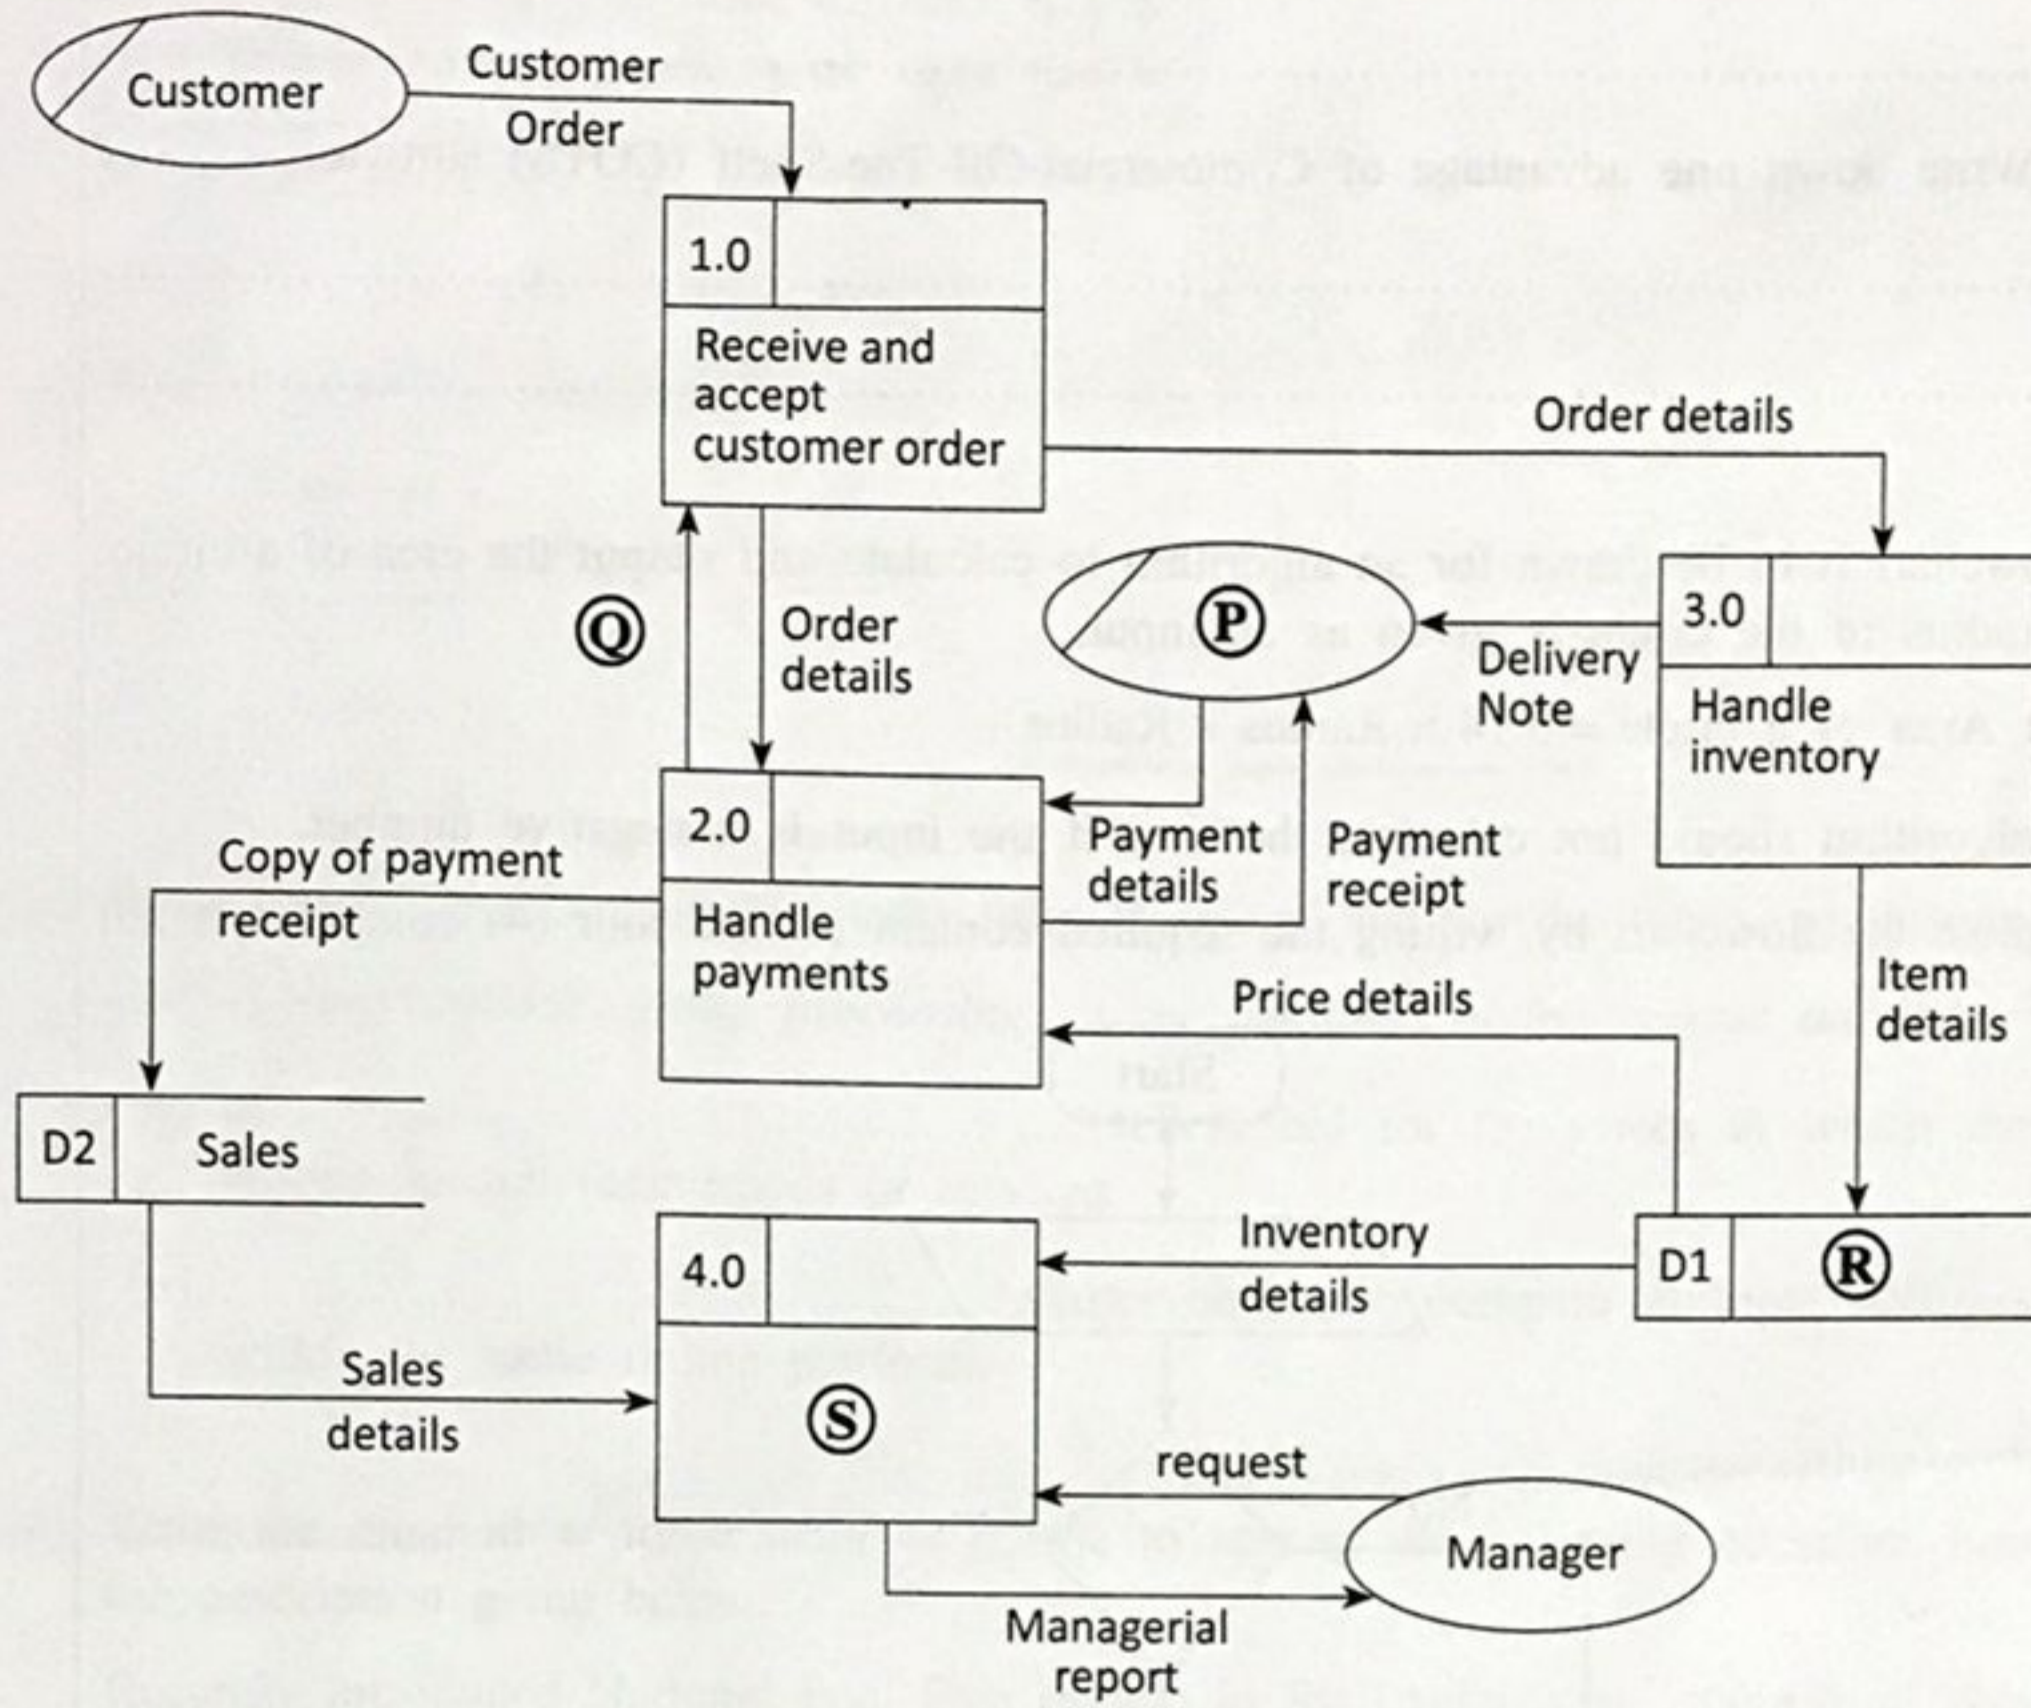 Customer
Customer
Order
1.0
Receive and
accept
customer order
Order details
Q
Order
details
P
Delivery
Note
3.0
Handle
inventory
2.0
Handle
payments
Payment
details
Payment
receipt
Copy of payment
receipt
Price details
Item
details
D2
Sales
4.0
S
Inventory
details
D1
R
Sales
details
request
Manager
Managerial
report